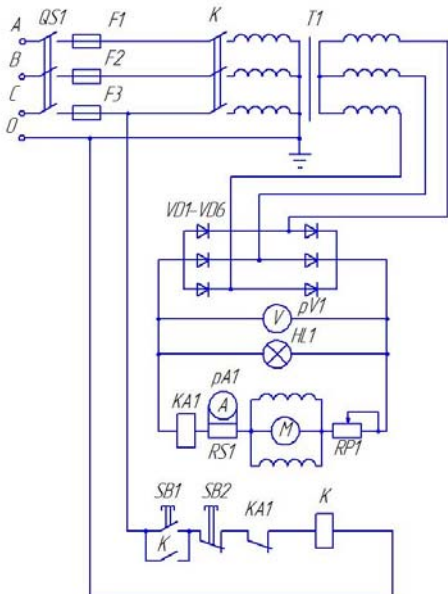 QS1 F1 K T1
A
B F2
C F3
0
VD1-VD6
pV1
V
HL1
pA1
KA1 A
M
RS1 RP1
SB1 SB2 KA1 K
K